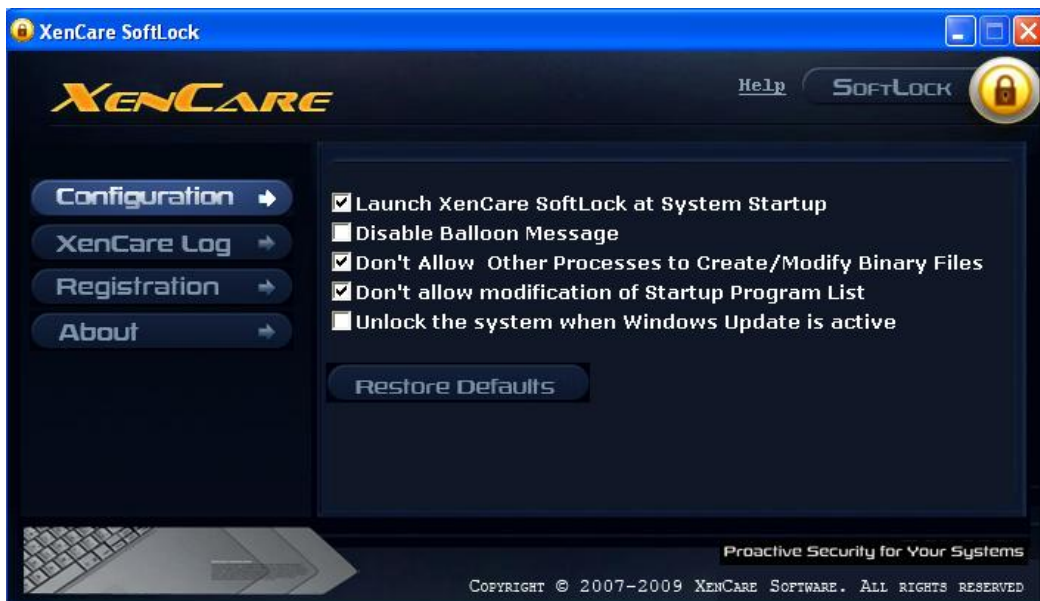 XenCare SoftLock
XENCARE
Help
SOFTLOCK
Configuration
XenCare Log
Registration
About
Launch XenCare SoftLock at System Startup
Disable Balloon Message
Don't Allow Other Processes to Create/Modify Binary Files
Don't allow modification of Startup Program List
Unlock the system when Windows Update is active
Restore Defaults
Proactive Security for Your Systems
COPYRIGHT © 2007-2009 XENCARE SOFTWARE. ALL RIGHTS RESERVED